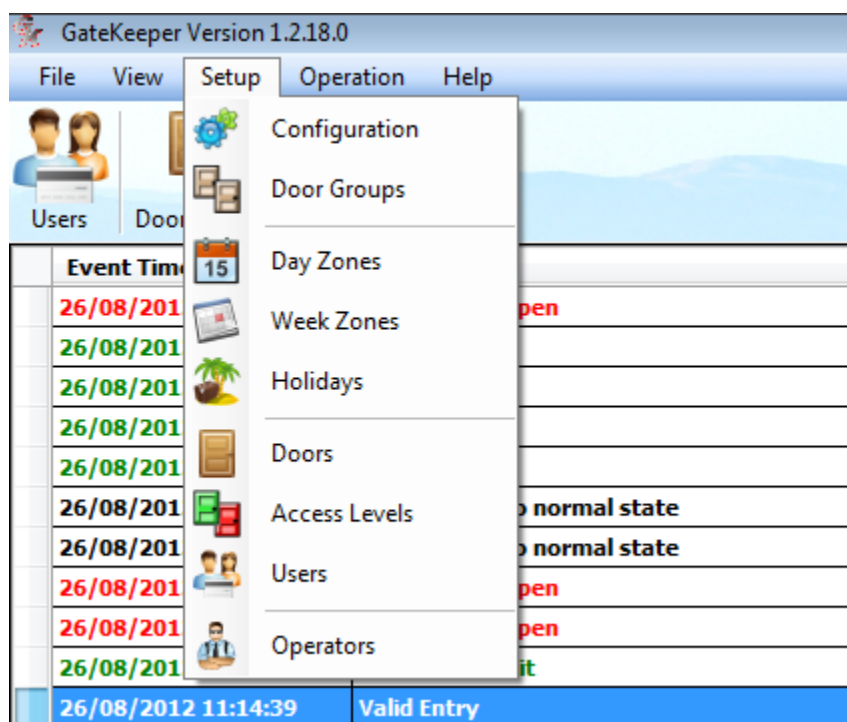 GateKeeper Version 1.2.18.0
File View Setup Operation Help
Users
Configuration
Door Groups
15
Day Zones
Week Zones
Holidays
Doors
Access Levels
Users
Operators
Event
26/08/201
pen
26/08/201
26/08/201
26/08/201
26/08/201
26/08/201 normal state
26/08/201 normal state
26/08/201 pen
26/08/201 pen
26/08/201 it
26/08/2012 11:14:39 Valid Entry